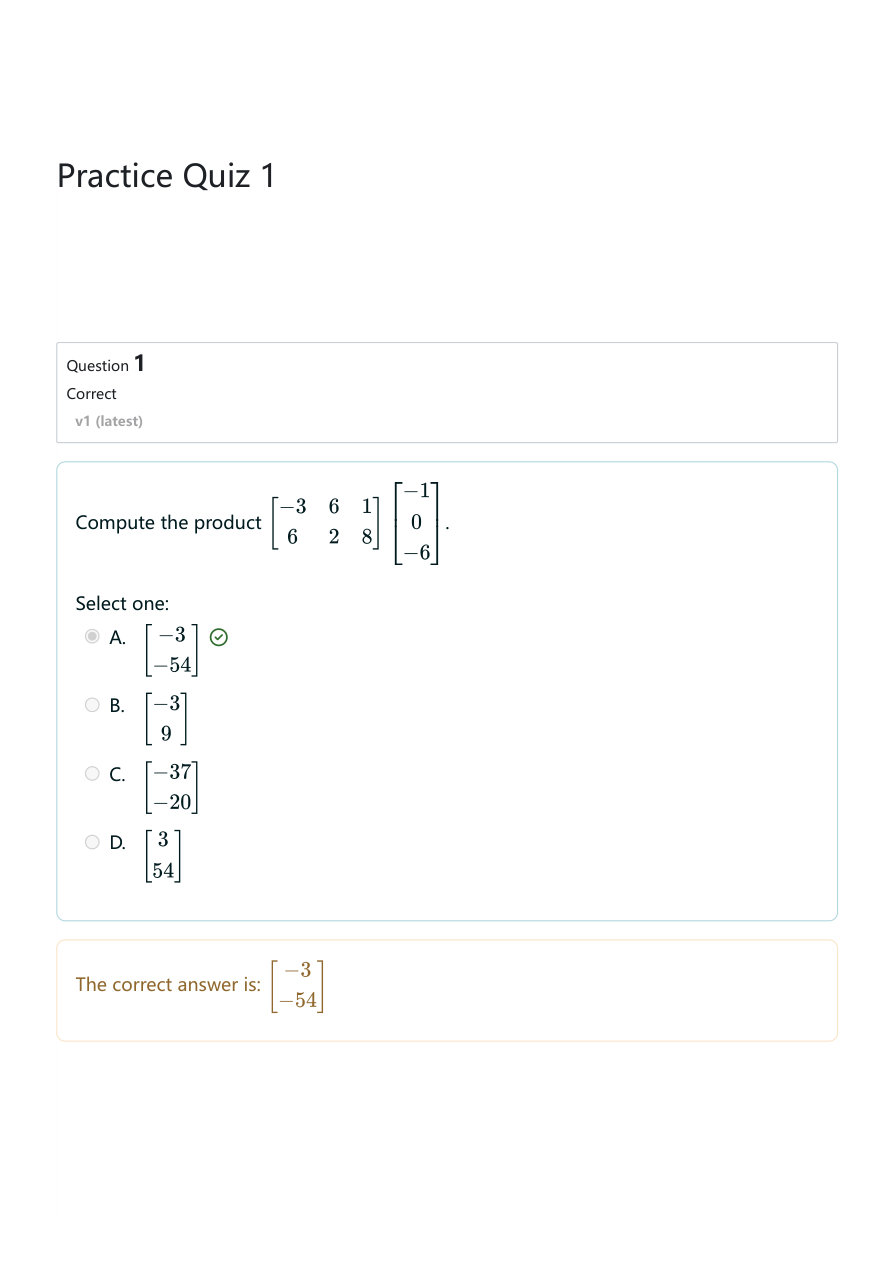 Practice Quiz 1
Question 1
Correct
v1 (latest)
Compute the product [−3 6 1; 6 2 8] [−1; 0; −6].
Select one:
A. [−3; −54]
B. [−3; 9]
C. [−37; −20]
D. [3; 54]
The correct answer is: [−3; −54]